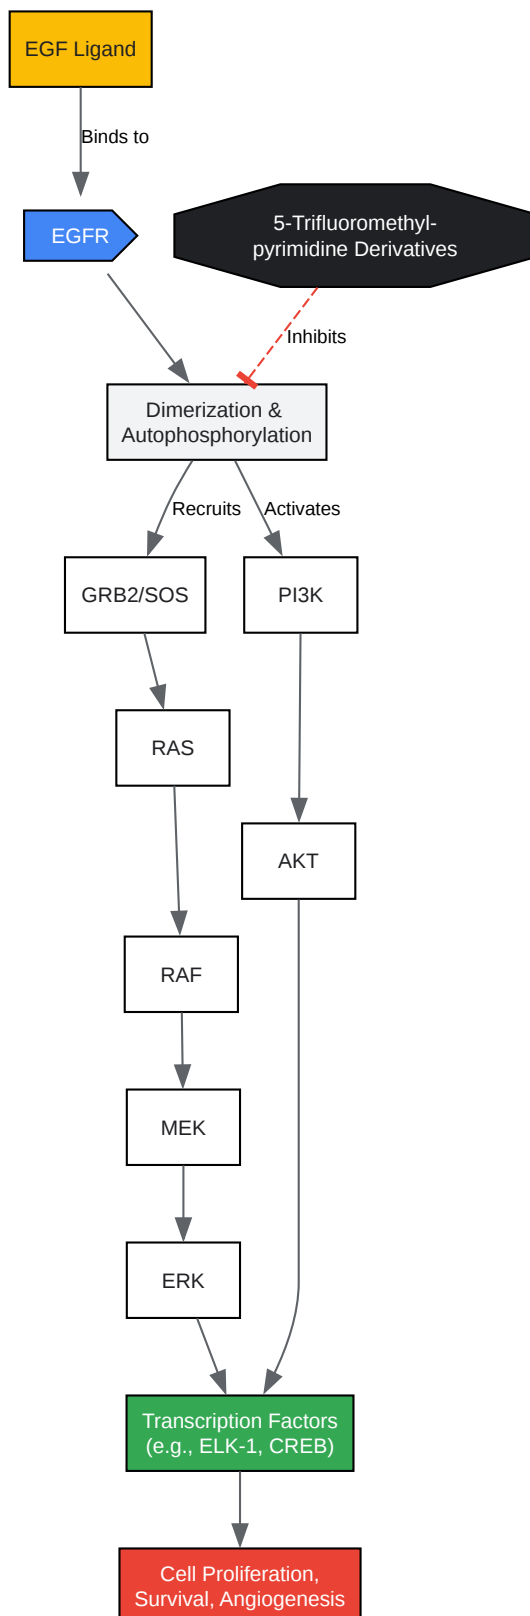 EGF Ligand
Binds to
EGFR
5-Trifluoromethyl-
pyrimidine Derivatives
Inhibits
Dimerization &
Autophosphorylation
Recruits
Activates
GRB2/SOS
PI3K
RAS
AKT
RAF
MEK
ERK
Transcription Factors
(e.g., ELK-1, CREB)
Cell Proliferation,
Survival, Angiogenesis